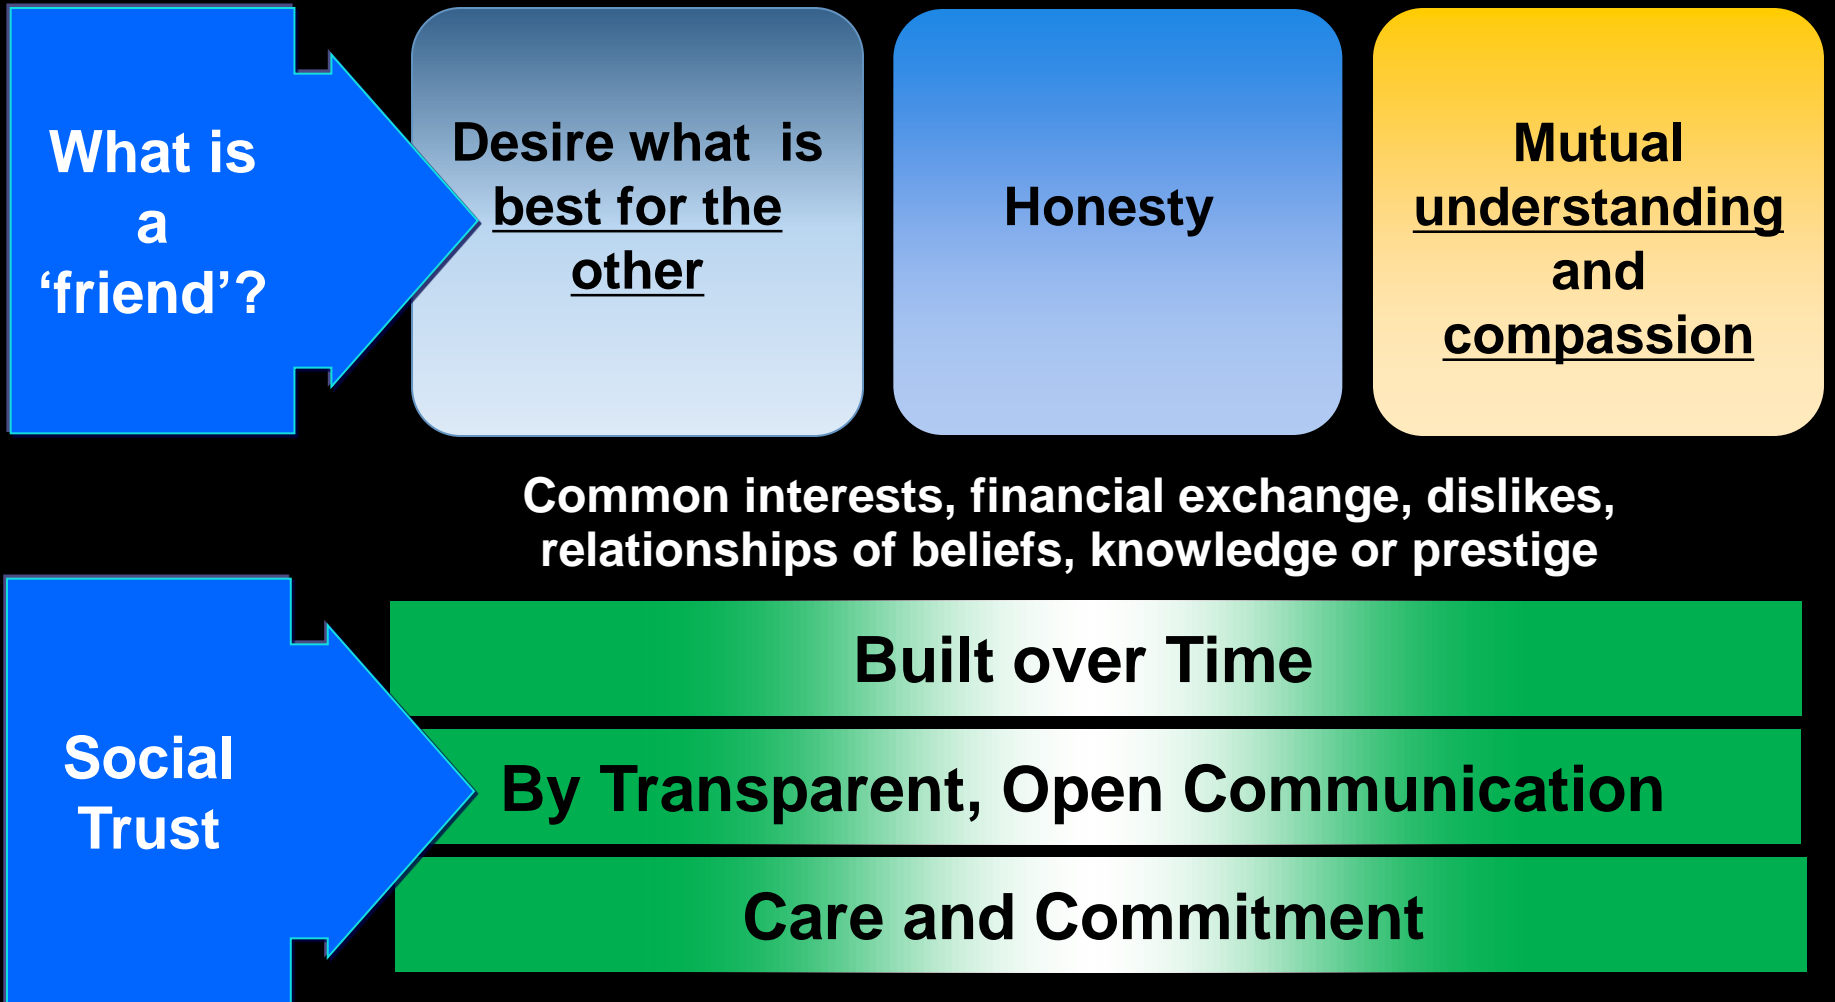 What is
a
‘friend’?
Desire what is
best for the
other
Honesty
Mutual
understanding
and
compassion
Common interests, financial exchange, dislikes,
relationships of beliefs, knowledge or prestige
Social
Trust
Built over Time
By Transparent, Open Communication
Care and Commitment